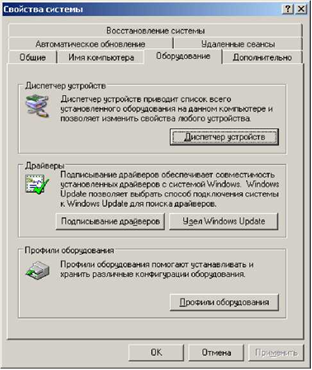 Свойства системы
Восстановление системы
Автоматическое обновление Удаленные сеансы
Общие Имя компьютера Оборудование Дополнительно
Диспетчер устройств
Диспетчер устройств приводит список всего
установленного оборудования на данном компьютере и
позволяет изменить свойства любого устройства.
Диспетчер устройств
Драйверы
Подписывание драйверов обеспечивает совместимость
установленных драйверов с системой Windows. Windows
Update позволяет выбрать способ подключения системы
к Windows Update для поиска драйверов.
Подписывание драйверов Узел Windows Update
Профили оборудования
Профили оборудования помогают устанавливать и
хранить различные конфигурации оборудования.
Профили оборудования
OK Отмена Применить